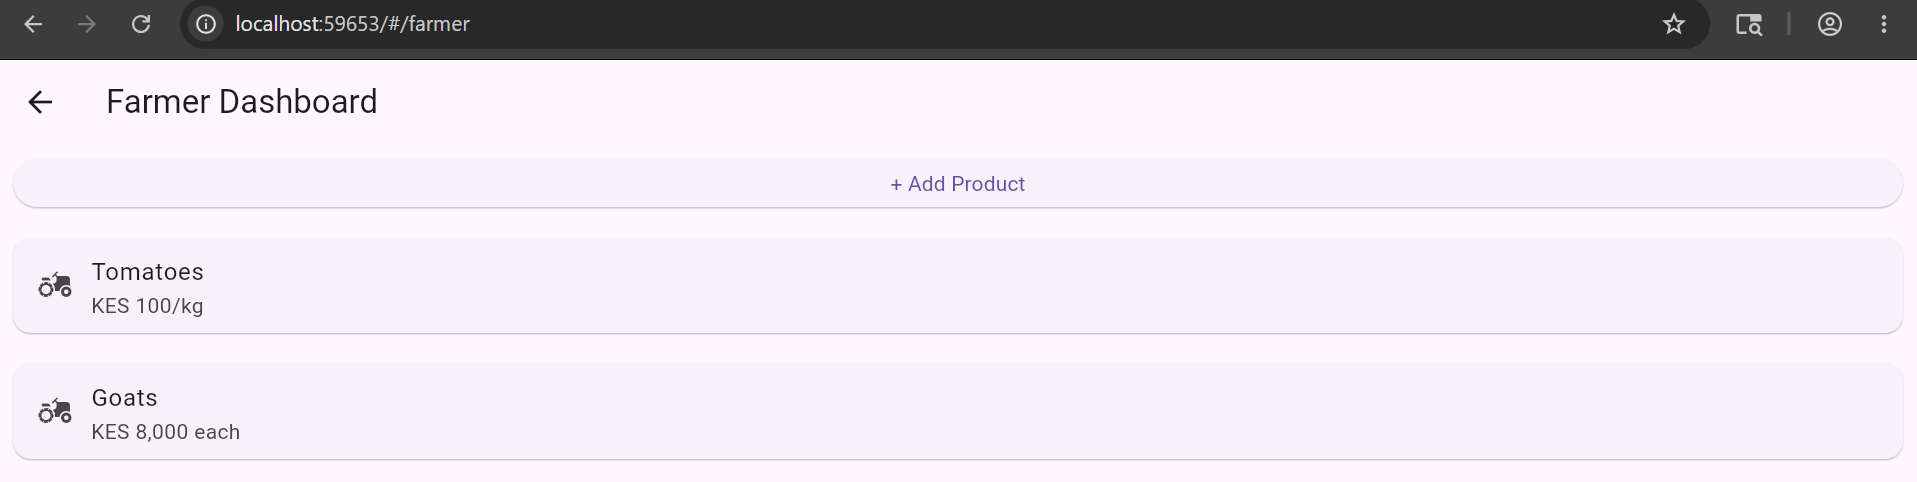 localhost:59653/#/farmer
Farmer Dashboard
+ Add Product
Tomatoes
KES 100/kg
Goats
KES 8,000 each